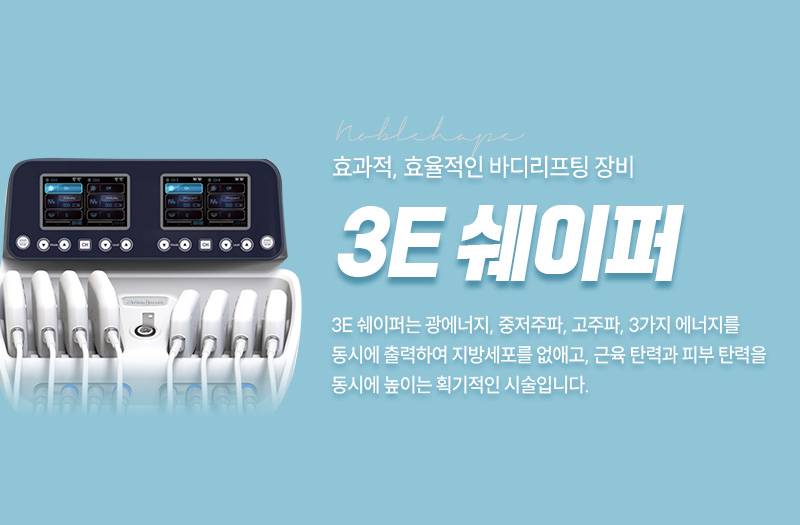 Nobleshape
효과적, 효율적인 바디리프팅 장비
3E 쉐이퍼
3E 쉐이퍼는 광에너지, 중저주파, 고주파, 3가지 에너지를
동시에 출력하여 지방세포를 없애고, 근육 탄력과 피부 탄력을
동시에 높이는 획기적인 시술입니다.
CH
CH